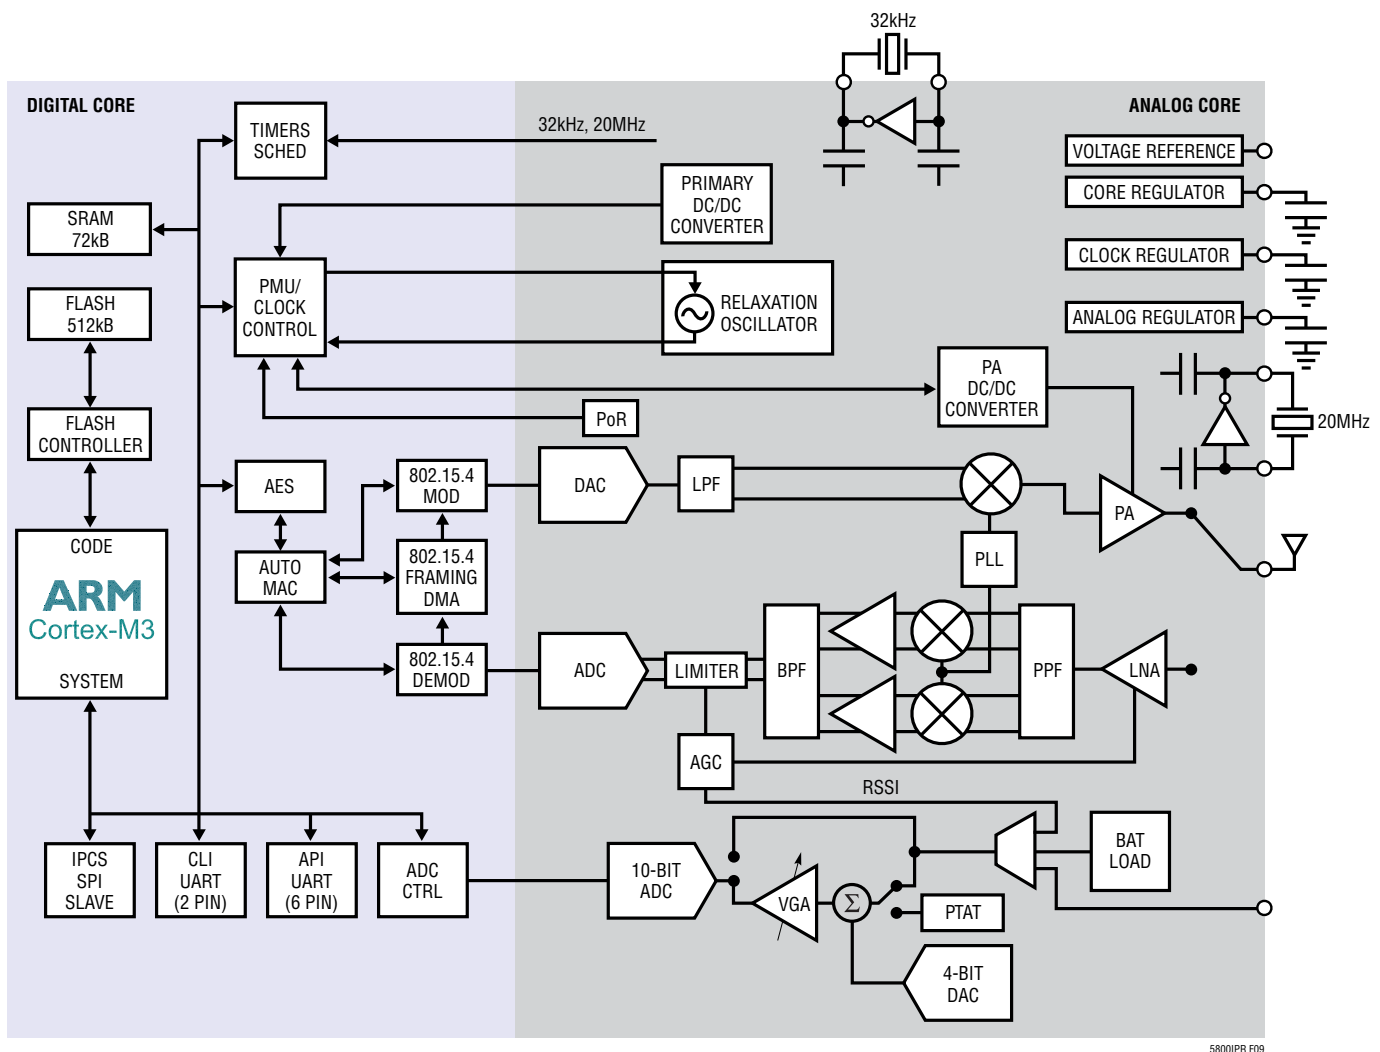 32kHz
DIGITAL CORE
ANALOG CORE
TIMERS
SCHED
32kHz, 20MHz
VOLTAGE REFERENCE
PRIMARY
DC/DC
CONVERTER
CORE REGULATOR
SRAM
72kB
CLOCK REGULATOR
PMU/
CLOCK
CONTROL
RELAXATION
OSCILLATOR
FLASH
512kB
ANALOG REGULATOR
PA
DC/DC
CONVERTER
PoR
20MHz
FLASH
CONTROLLER
AES
802.15.4
MOD
DAC
LPF
PA
CODE
ARM
Cortex-M3
SYSTEM
AUTO
MAC
802.15.4
FRAMING
DMA
PLL
802.15.4
DEMOD
ADC
LIMITER
BPF
PPF
LNA
AGC
RSSI
IPCS
SPI
SLAVE
CLI
UART
(2 PIN)
API
UART
(6 PIN)
ADC
CTRL
10-BIT
ADC
VGA
Σ
BAT
LOAD
PTAT
4-BIT
DAC
5800IPR F09